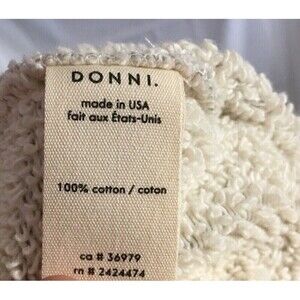 DONNI.
made in USA
fait aux États-Unis
100% cotton / coton
ca # 36979
rn # 2424474